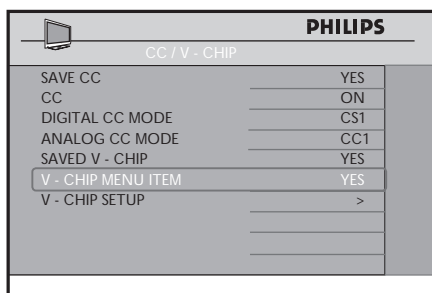 PHILIPS
CC / V - CHIP
SAVE CC YES
CC ON
DIGITAL CC MODE CS1
ANALOG CC MODE CC1
SAVED V - CHIP YES
V - CHIP MENU ITEM YES
V - CHIP SETUP >